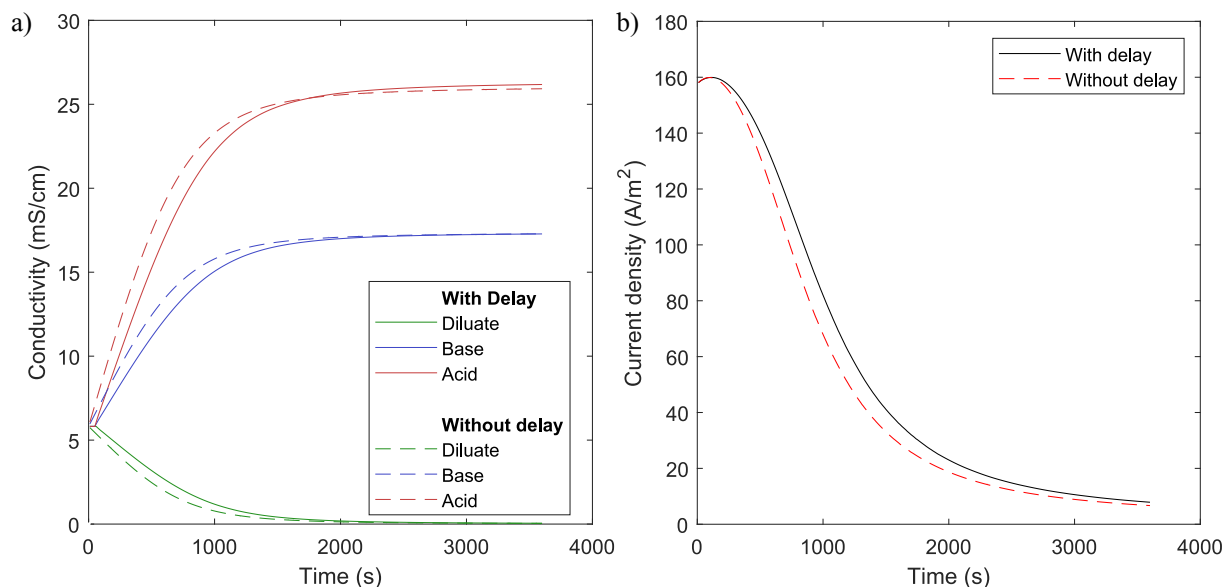 a)
30
25
20
15
10
5
0
Conductivity (mS/cm)
With Delay
Diluate
Base
Acid
Without delay
Diluate
Base
Acid
0
1000
2000
3000
4000
Time (s)
b)
180
160
140
120
100
80
60
40
20
0
Current density (A/m²)
With delay
Without delay
0
1000
2000
3000
4000
Time (s)